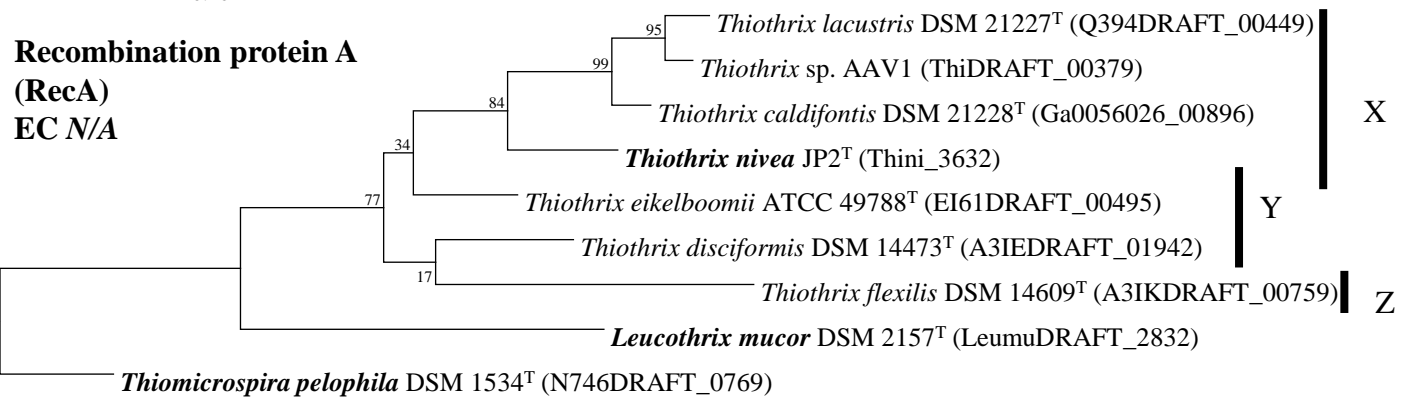 Recombination protein A
(RecA)
EC N/A
Thiothrix lacustris DSM 21227ᵀ (Q394DRAFT_00449)
95
Thiothrix sp. AAV1 (ThiDRAFT_00379)
99
Thiothrix caldifontis DSM 21228ᵀ (Ga0056026_00896)
X
84
Thiothrix nivea JP2ᵀ (Thini_3632)
34
Thiothrix eikelboomii ATCC 49788ᵀ (EI61DRAFT_00495)
Y
77
Thiothrix disciformis DSM 14473ᵀ (A3IEDRAFT_01942)
17
Thiothrix flexilis DSM 14609ᵀ (A3IKDRAFT_00759)
Z
Leucothrix mucor DSM 2157ᵀ (LeumuDRAFT_2832)
Thiomicrospira pelophila DSM 1534ᵀ (N746DRAFT_0769)